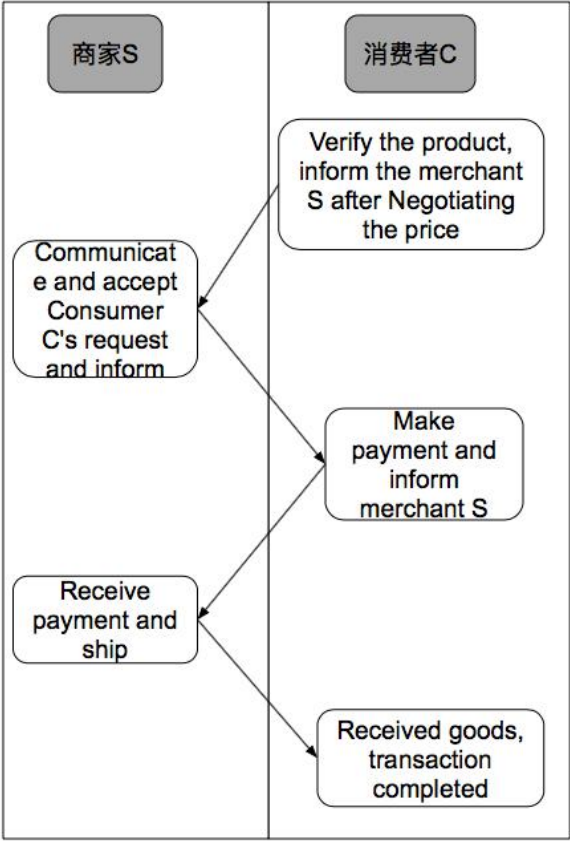 商家S
消费者C
Verify the product,
inform the merchant
S after Negotiating
the price
Communicat
e and accept
Consumer
C's request
and inform
Make
payment and
inform
merchant S
Receive
payment and
ship
Received goods,
transaction
completed